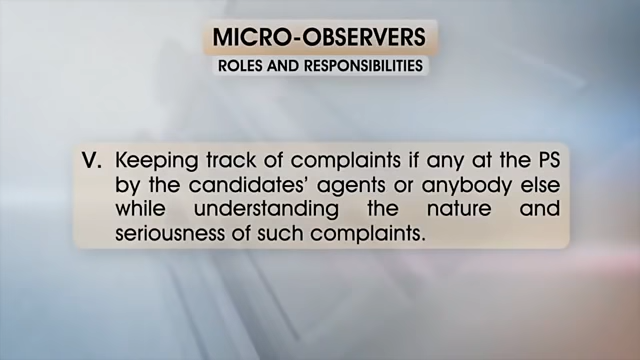 MICRO-OBSERVERS
ROLES AND RESPONSIBILITIES
V. Keeping track of complaints if any at the PS
by the candidates' agents or anybody else
while understanding the nature and
seriousness of such complaints.